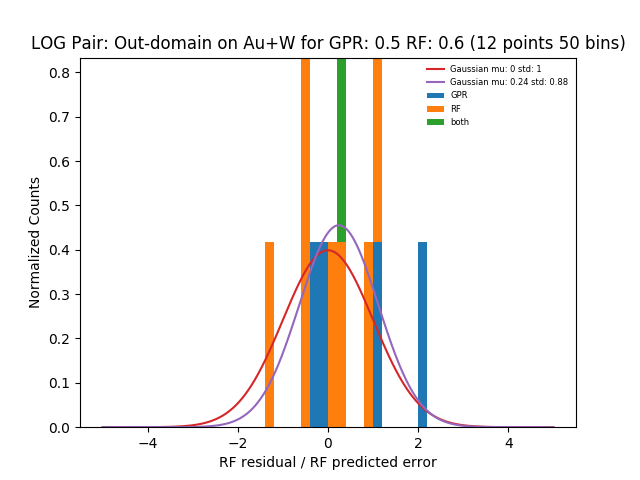 LOG Pair: Out-domain on Au+W for GPR: 0.5 RF: 0.6 (12 points 50 bins)
Gaussian mu: 0 std: 1
Gaussian mu: 0.24 std: 0.88
GPR
RF
both
Normalized Counts
0.8
0.7
0.6
0.5
0.4
0.3
0.2
0.1
0.0
−4 −2 0 2 4
RF residual / RF predicted error